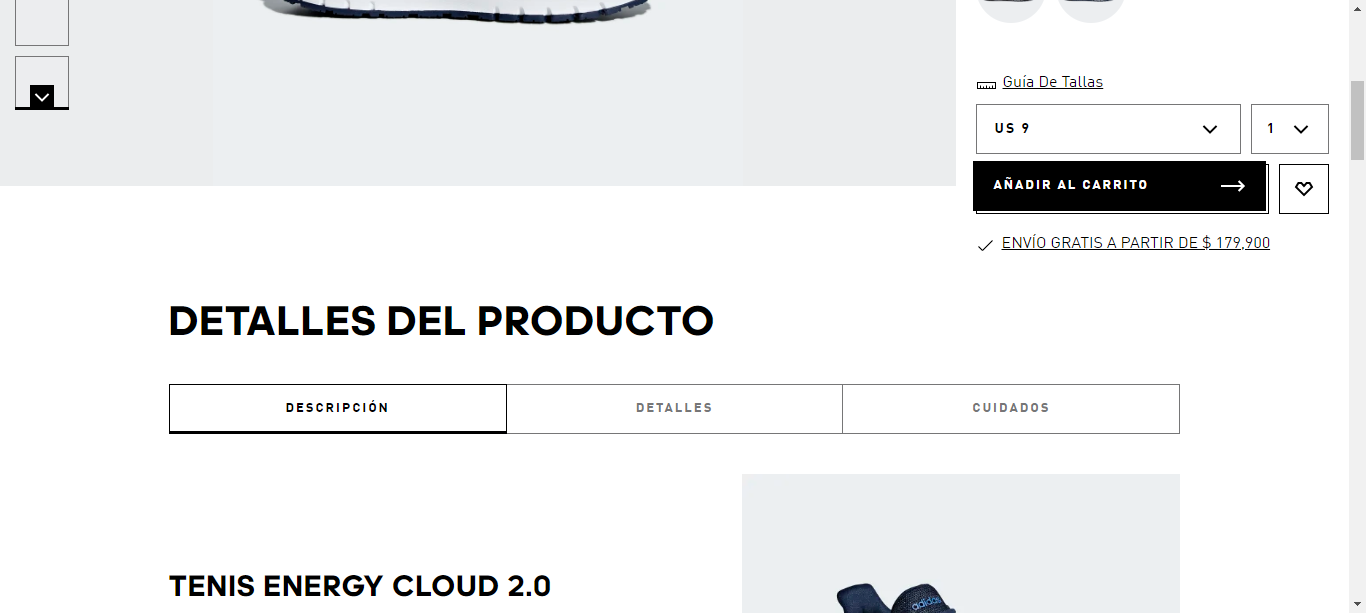 Guía De Tallas
US 9
1
AÑADIR AL CARRITO
ENVÍO GRATIS A PARTIR DE $ 179,900
DETALLES DEL PRODUCTO
DESCRIPCIÓN
DETALLES
CUIDADOS
TENIS ENERGY CLOUD 2.0
adidas